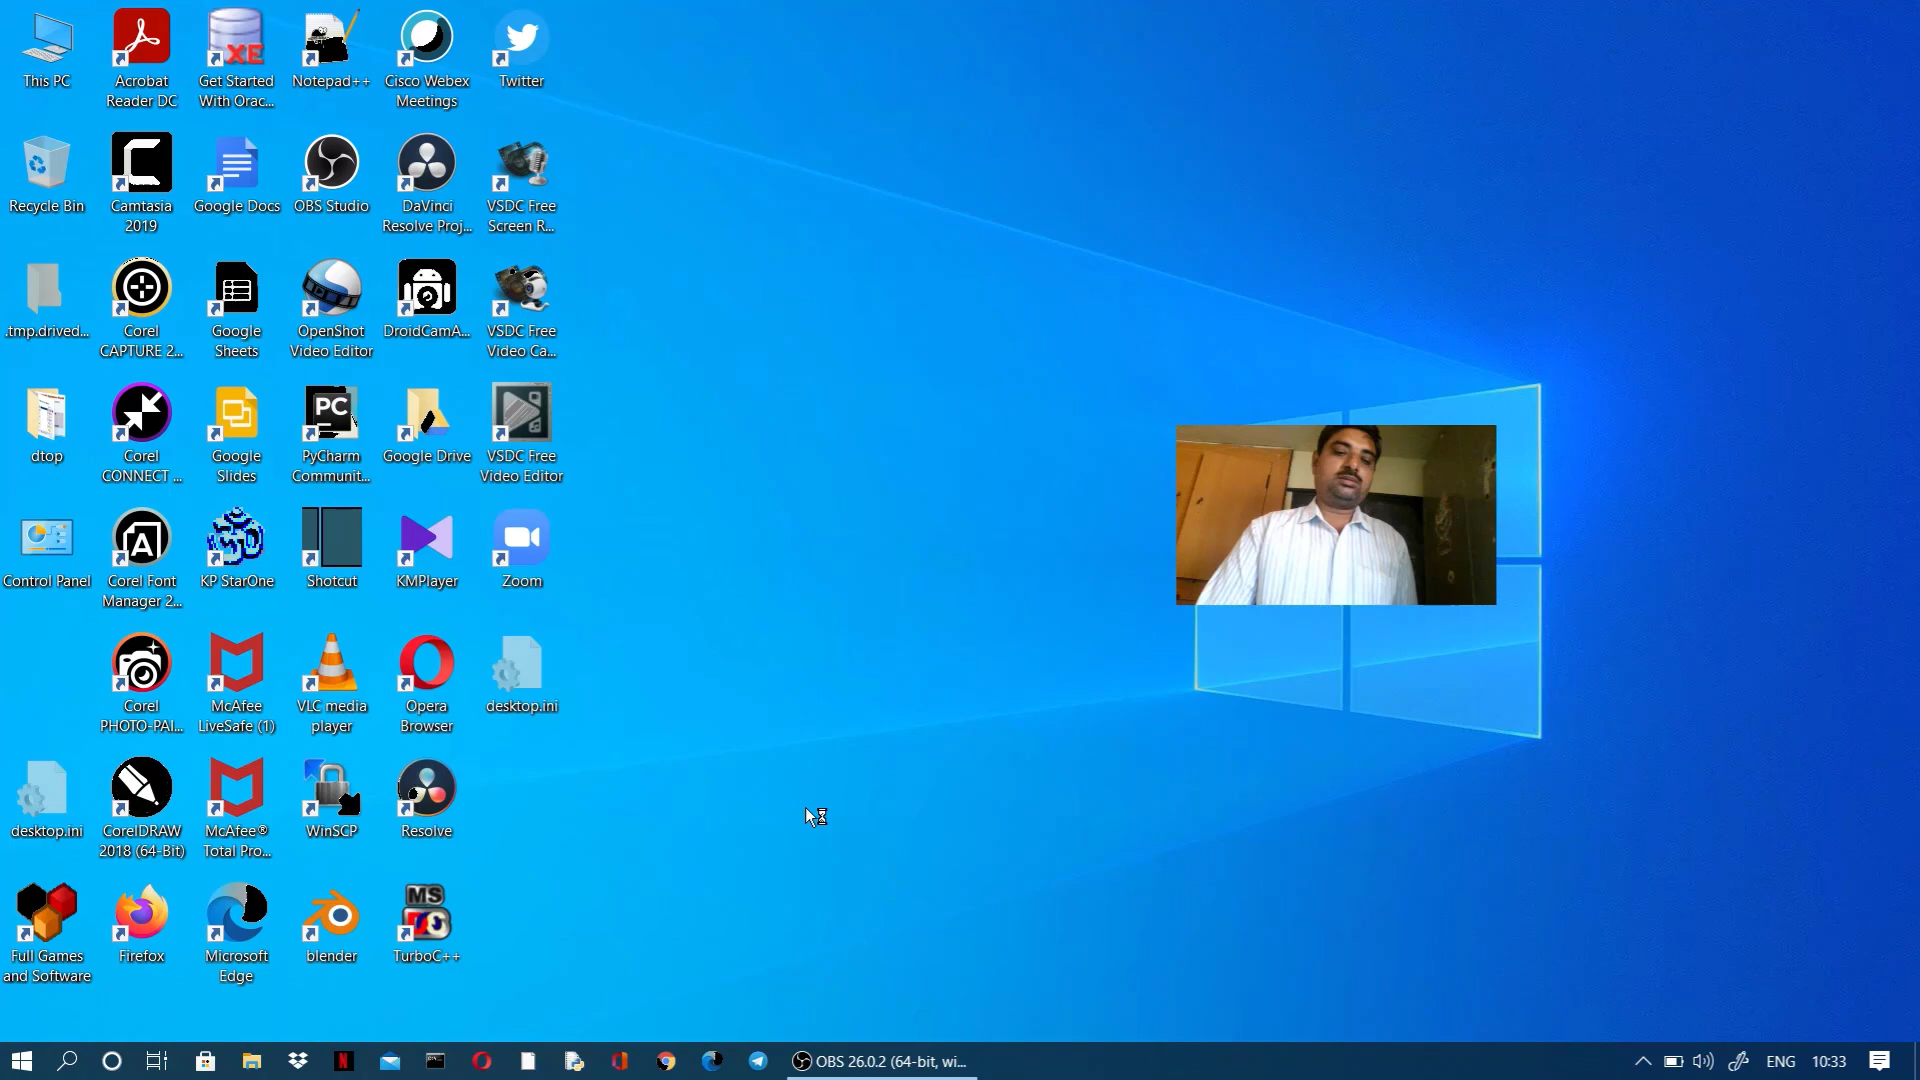 This PC
Acrobat
Reader DC
Get Started
With Orac...
XE
Notepad++
Cisco Webex
Meetings
Twitter
Recycle Bin
Camtasia
2019
Google Docs
OBS Studio
DaVinci
Resolve Proj...
VSDC Free
Screen R...
.tmp.drived...
Corel
CAPTURE 2...
Google
Sheets
OpenShot
Video Editor
DroidCamA...
VSDC Free
Video Ca...
dtop
Corel
CONNECT ...
Google
Slides
PC
PyCharm
Communit...
Google Drive
VSDC Free
Video Editor
Control Panel
Corel Font
Manager 2...
KP StarOne
Shotcut
KMPlayer
Zoom
Corel
PHOTO-PAI...
McAfee
LiveSafe (1)
VLC media
player
Opera
Browser
desktop.ini
desktop.ini
CorelDRAW
2018 (64-Bit)
McAfee®
Total Pro...
WinSCP
Resolve
Full Games
and Software
Firefox
Microsoft
Edge
blender
MS
TurboC++
OBS 26.0.2 (64-bit, wi...
ENG
10:33